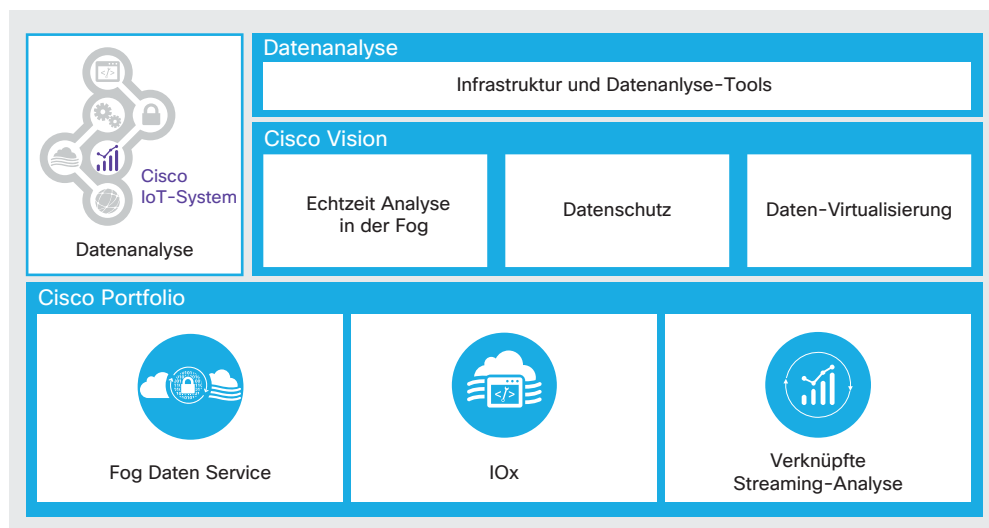 Cisco
IoT-System
Datenanalyse
Datenanalyse
Infrastruktur und Datenanlyse-Tools
Cisco Vision
Echtzeit Analyse
in der Fog
Datenschutz
Daten-Virtualisierung
Cisco Portfolio
Fog Daten Service
</>
IOx
Verknüpfte
Streaming-Analyse